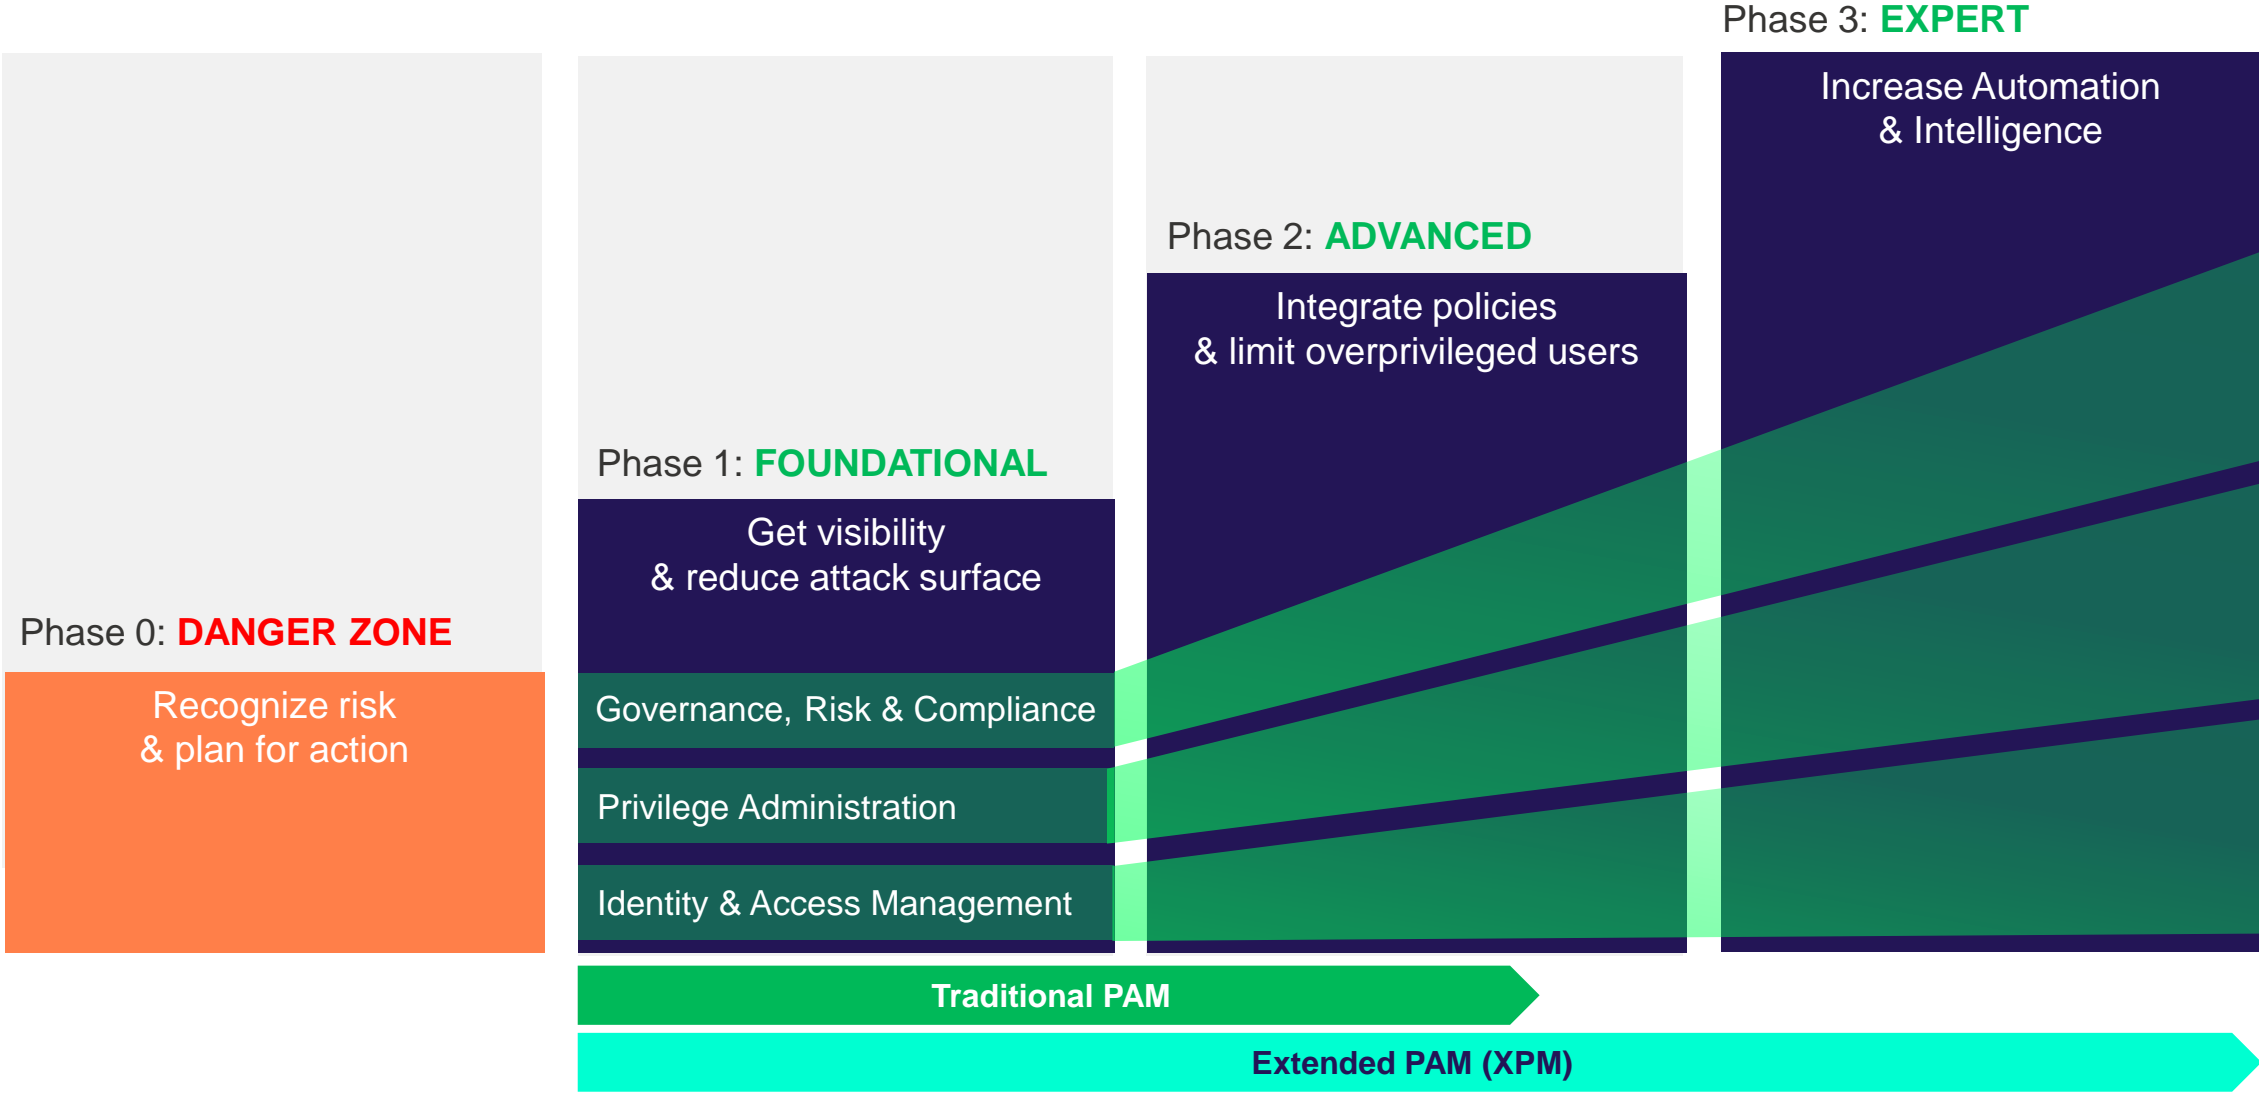 Phase 0: DANGER ZONE
Recognize risk
& plan for action
Phase 1: FOUNDATIONAL
Get visibility
& reduce attack surface
Governance, Risk & Compliance
Privilege Administration
Identity & Access Management
Phase 2: ADVANCED
Integrate policies
& limit overprivileged users
Phase 3: EXPERT
Increase Automation
& Intelligence
Traditional PAM
Extended PAM (XPM)